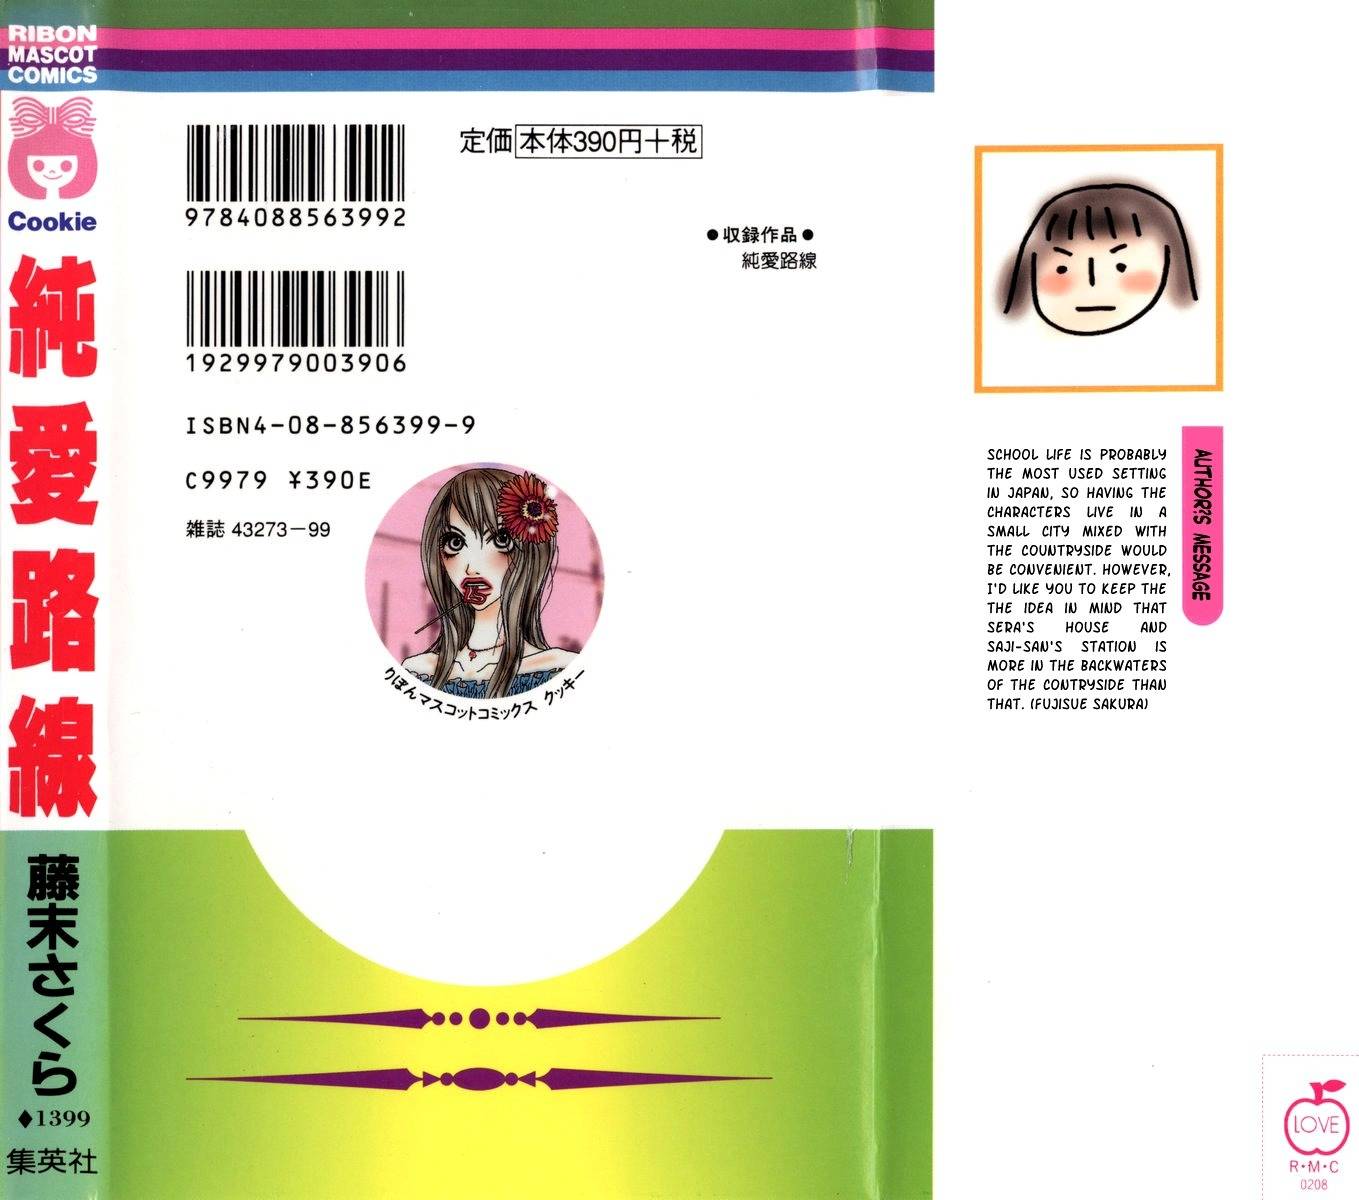 RIBON
MASCOT
COMICS
Cookie
純愛路線
藤末さくら
♦1399
集英社
9784088563992
定価 本体390円+税
●収録作品●
純愛路線
1929979003906
ISBN4-08-856399-9
C9979 ¥390E
雑誌 43273-99
15
りぼんマスコットコミックス クッキー
AUTHOR?S MESSAGE
SCHOOL LIFE IS PROBABLY
THE MOST USED SETTING
IN JAPAN, SO HAVING THE
CHARACTERS LIVE IN A
SMALL CITY MIXED WITH
THE COUNTRYSIDE WOULD
BE CONVENIENT. HOWEVER,
I'D LIKE YOU TO KEEP THE
THE IDEA IN MIND THAT
SERA'S HOUSE AND
SAJI-SAN'S STATION IS
MORE IN THE BACKWATERS
OF THE CONTRYSIDE THAN
THAT. (FUJISUE SAKURA)
LOVE
R•M•C
0208